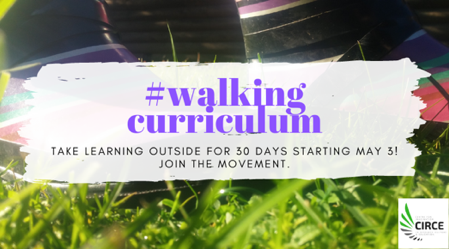 #walking
curriculum
TAKE LEARNING OUTSIDE FOR 30 DAYS STARTING MAY 3!
JOIN THE MOVEMENT.
CIRCE